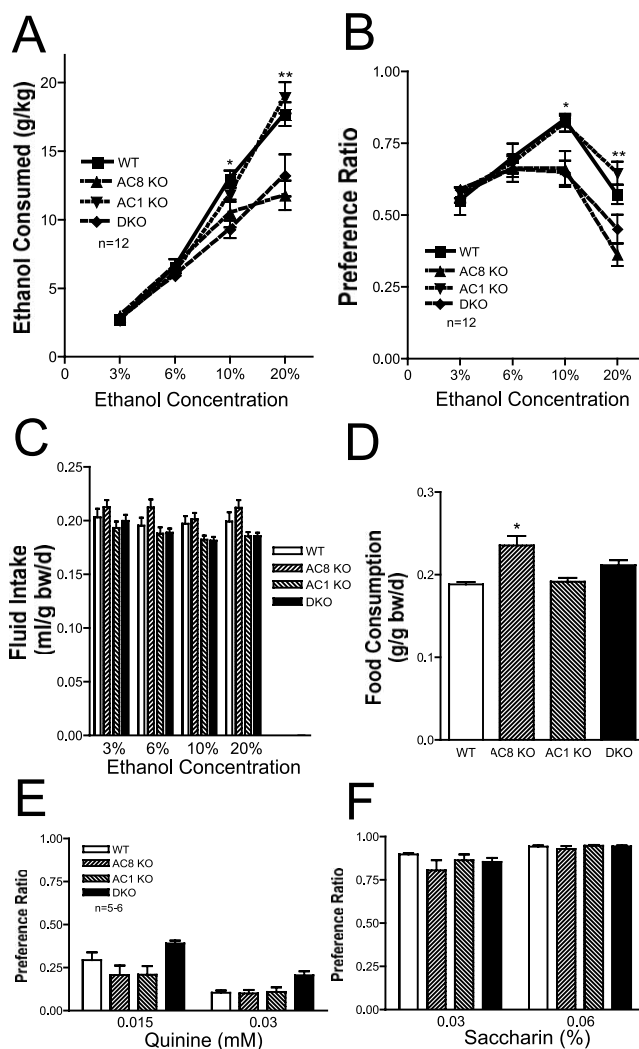 A
Ethanol Consumed (g/kg)
20
15
10
5
0
WT
AC8 KO
AC1 KO
DKO
n=12
*
**
0 3% 6% 10% 20%
Ethanol Concentration
B
Preference Ratio
1.00
0.75
0.50
0.25
0.00
*
**
WT
AC8 KO
AC1 KO
DKO
n=12
0 3% 6% 10% 20%
Ethanol Concentration
C
Fluid Intake
(ml/g bw/d)
0.25
0.20
0.15
0.10
0.05
0.00
WT
AC8 KO
AC1 KO
DKO
3% 6% 10% 20%
Ethanol Concentration
D
Food Consumption
(g/g bw/d)
0.3
0.2
0.1
0.0
*
WT AC8 KO AC1 KO DKO
E
Preference Ratio
1.00
0.75
0.50
0.25
0.00
WT
AC8 KO
AC1 KO
DKO
n=5-6
0.015 0.03
Quinine (mM)
F
Preference Ratio
1.00
0.75
0.50
0.25
0.00
0.03 0.06
Saccharin (%)